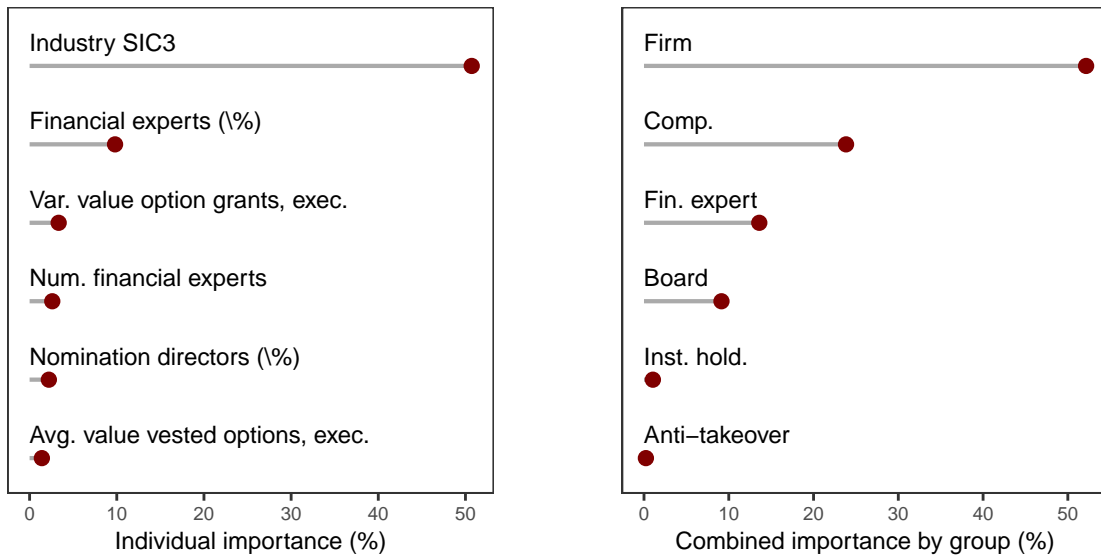 Industry SIC3
Financial experts (\%)
Var. value option grants, exec.
Num. financial experts
Nomination directors (\%)
Avg. value vested options, exec.
0 10 20 30 40 50
Individual importance (%)
Firm
Comp.
Fin. expert
Board
Inst. hold.
Anti−takeover
0 10 20 30 40 50
Combined importance by group (%)